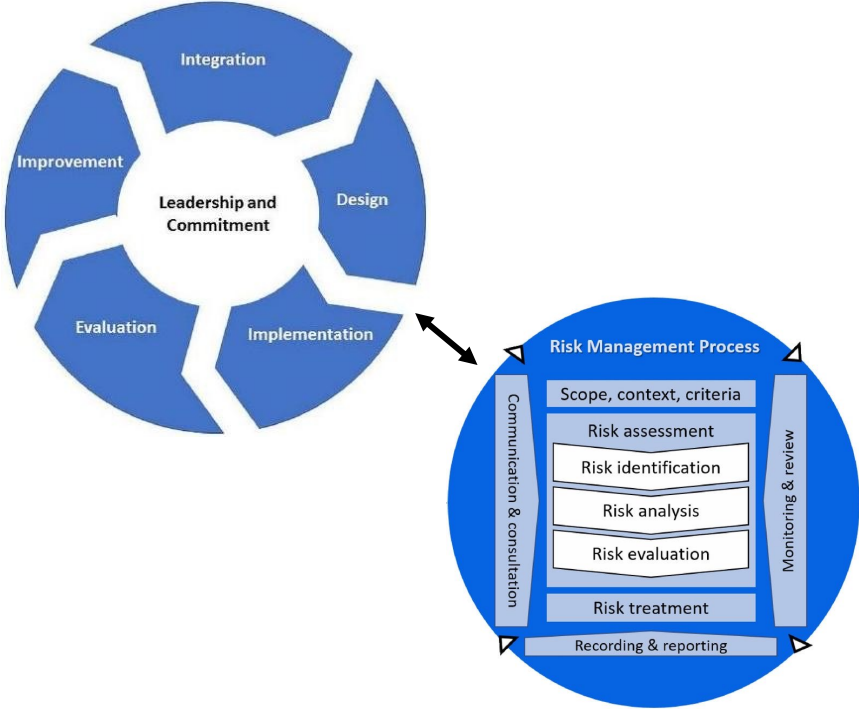 Integration
Improvement
Design
Leadership and
Commitment
Evaluation
Implementation
Risk Management Process
Scope, context, criteria
Risk assessment
Risk identification
Risk analysis
Risk evaluation
Risk treatment
Communication & consultation
Monitoring & review
Recording & reporting